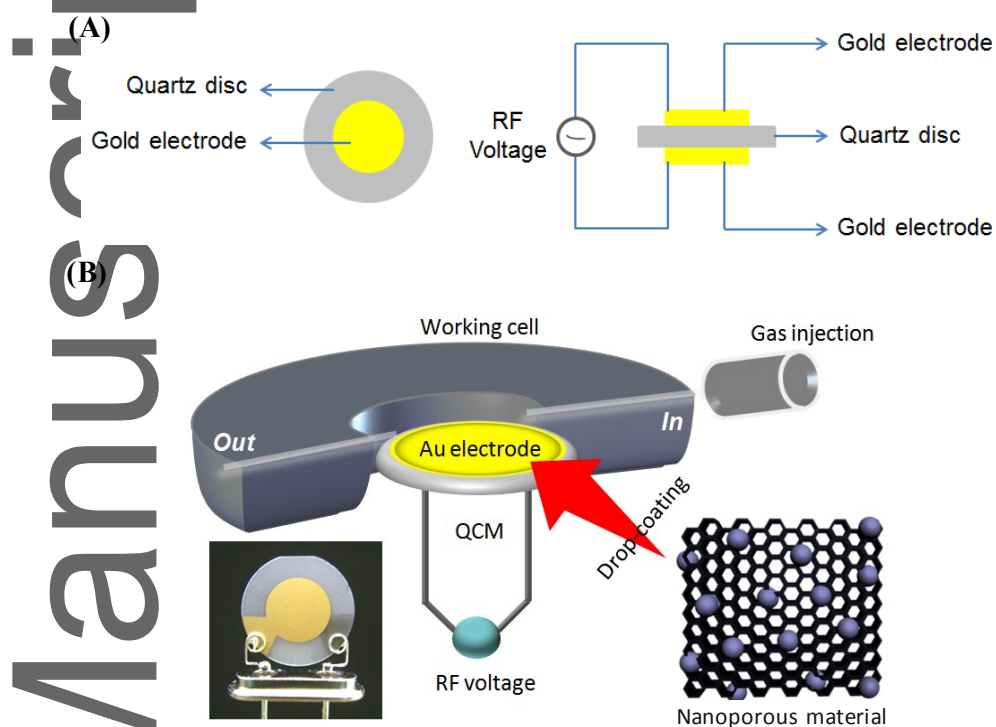 (A)
Quartz disc
Gold electrode
RF
Voltage
Gold electrode
Quartz disc
Gold electrode
(B)
Working cell
Gas injection
Out
In
Au electrode
QCM
Drop-coating
RF voltage
Nanoporous material